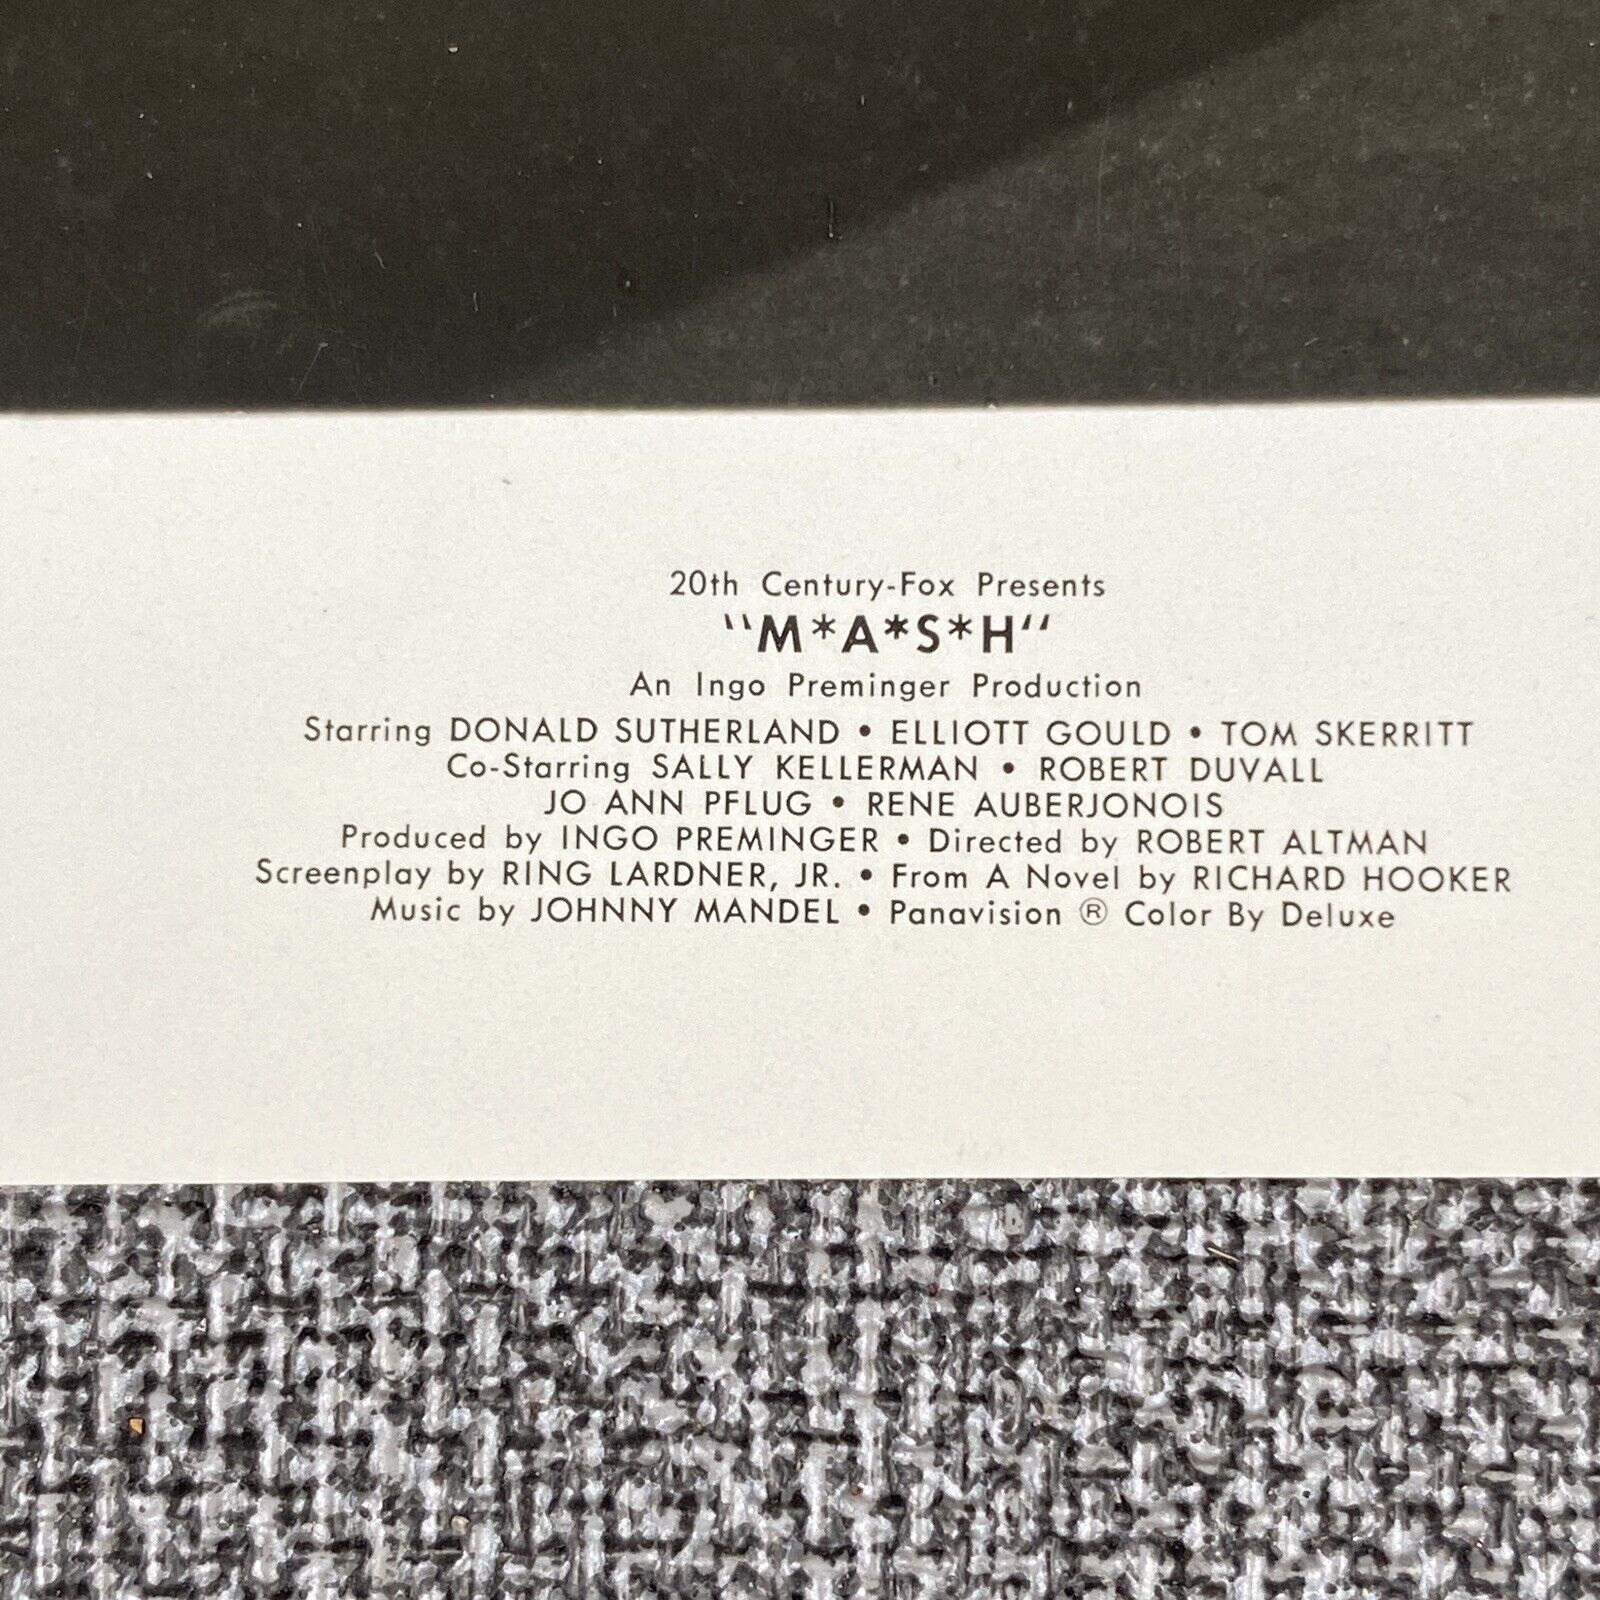 20th Century-Fox Presents
"M*A*S*H"
An Ingo Preminger Production
Starring DONALD SUTHERLAND • ELLIOTT GOULD • TOM SKERRITT
Co-Starring SALLY KELLERMAN • ROBERT DUVALL
JO ANN PFLUG • RENE AUBERJONOIS
Produced by INGO PREMINGER • Directed by ROBERT ALTMAN
Screenplay by RING LARDNER, JR. • From A Novel by RICHARD HOOKER
Music by JOHNNY MANDEL • Panavision ® Color By Deluxe